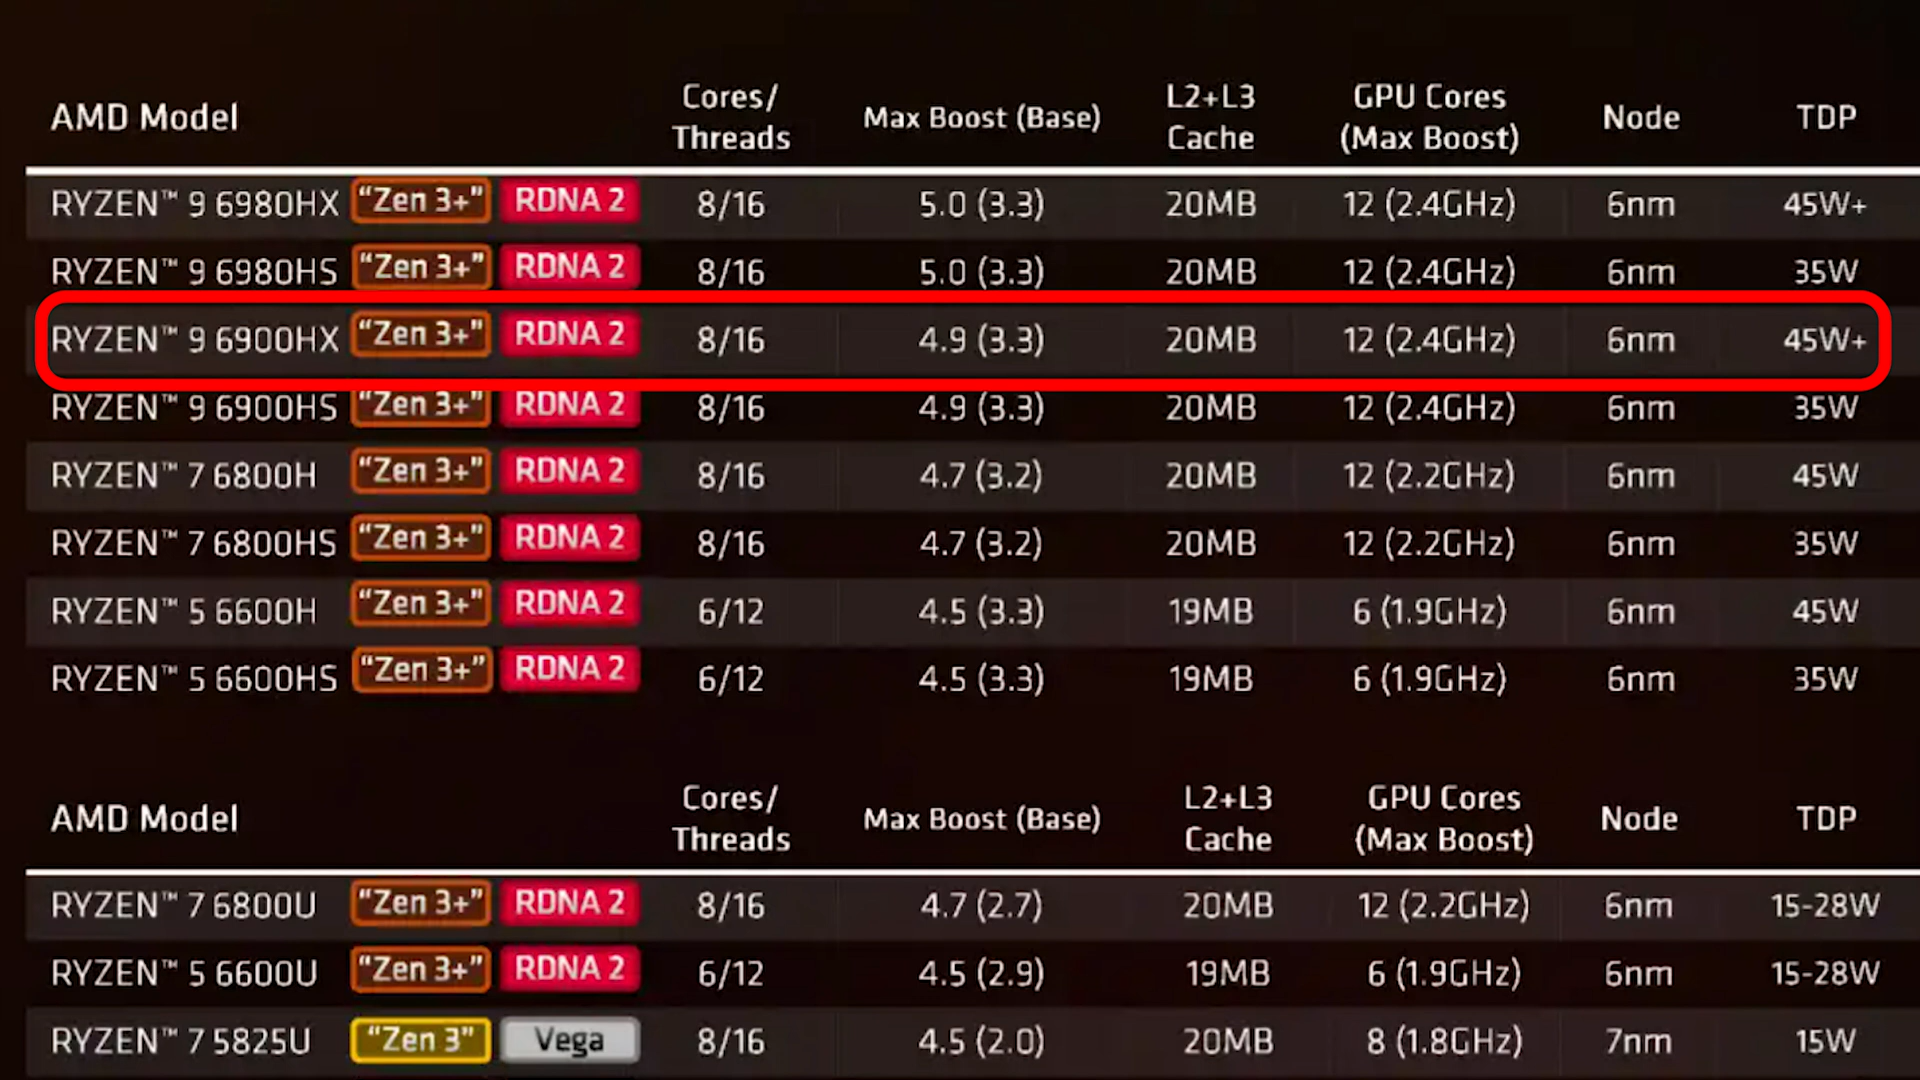 AMD Model Cores/ Threads Max Boost (Base) L2+L3 Cache GPU Cores (Max Boost) Node TDP
RYZEN™ 9 6980HX “Zen 3+” RDNA 2 8/16 5.0 (3.3) 20MB 12 (2.4GHz) 6nm 45W+
RYZEN™ 9 6980HS “Zen 3+” RDNA 2 8/16 5.0 (3.3) 20MB 12 (2.4GHz) 6nm 35W
RYZEN™ 9 6900HX “Zen 3+” RDNA 2 8/16 4.9 (3.3) 20MB 12 (2.4GHz) 6nm 45W+
RYZEN™ 9 6900HS “Zen 3+” RDNA 2 8/16 4.9 (3.3) 20MB 12 (2.4GHz) 6nm 35W
RYZEN™ 7 6800H “Zen 3+” RDNA 2 8/16 4.7 (3.2) 20MB 12 (2.2GHz) 6nm 45W
RYZEN™ 7 6800HS “Zen 3+” RDNA 2 8/16 4.7 (3.2) 20MB 12 (2.2GHz) 6nm 35W
RYZEN™ 5 6600H “Zen 3+” RDNA 2 6/12 4.5 (3.3) 19MB 6 (1.9GHz) 6nm 45W
RYZEN™ 5 6600HS “Zen 3+” RDNA 2 6/12 4.5 (3.3) 19MB 6 (1.9GHz) 6nm 35W
AMD Model Cores/ Threads Max Boost (Base) L2+L3 Cache GPU Cores (Max Boost) Node TDP
RYZEN™ 7 6800U “Zen 3+” RDNA 2 8/16 4.7 (2.7) 20MB 12 (2.2GHz) 6nm 15-28W
RYZEN™ 5 6600U “Zen 3+” RDNA 2 6/12 4.5 (2.9) 19MB 6 (1.9GHz) 6nm 15-28W
RYZEN™ 7 5825U “Zen 3” Vega 8/16 4.5 (2.0) 20MB 8 (1.8GHz) 7nm 15W